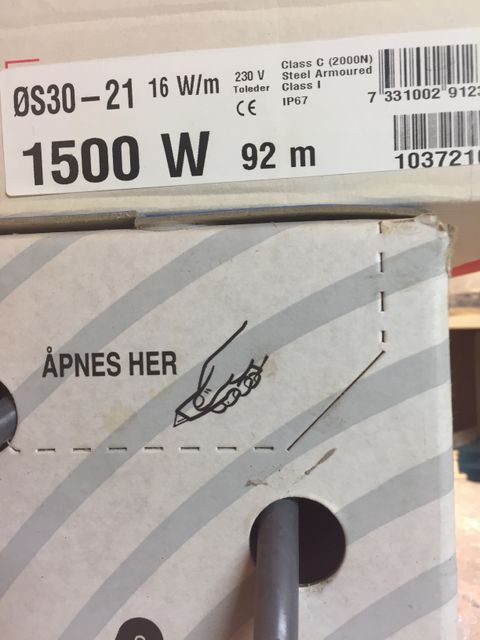 ØS30-21 16 W/m
230 V
Toleder
CE
Class C (2000N)
Steel Armoured
Class I
IP67
7 331002 9123
1500 W 92 m
1037216
ÅPNES HER